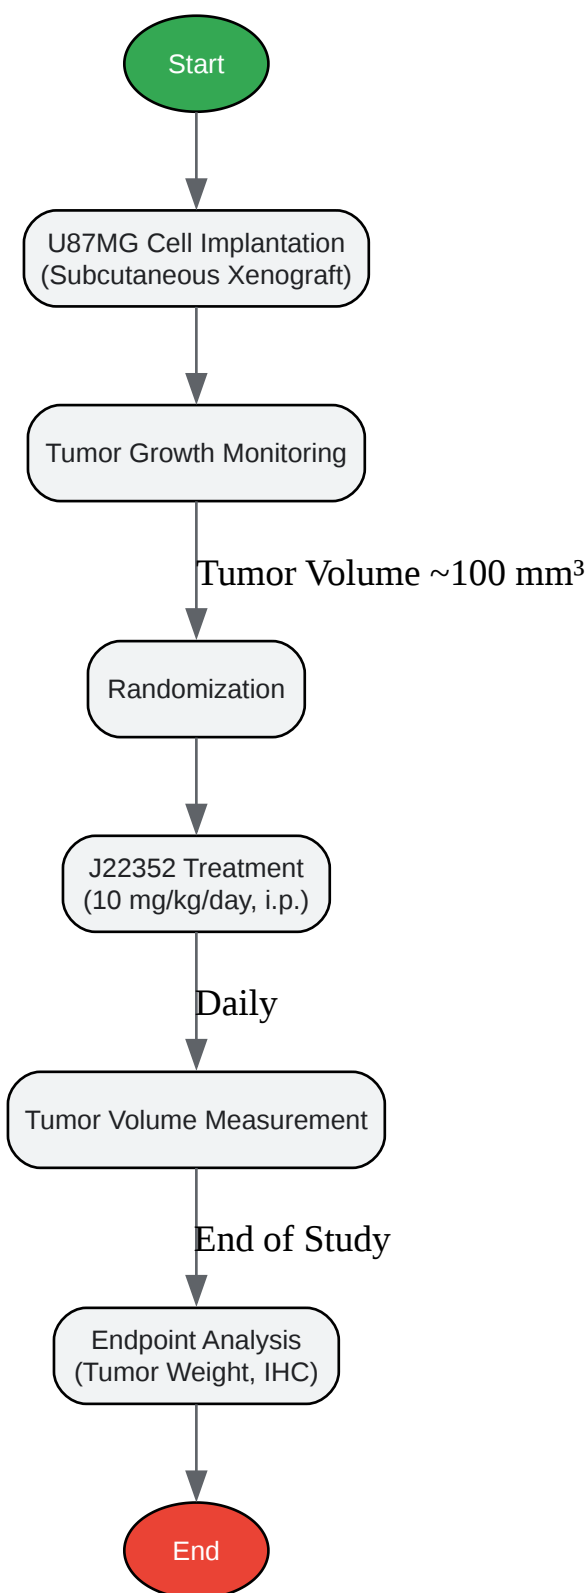 Start
U87MG Cell Implantation
(Subcutaneous Xenograft)
Tumor Growth Monitoring
Tumor Volume ~100 mm³
Randomization
J22352 Treatment
(10 mg/kg/day, i.p.)
Daily
Tumor Volume Measurement
End of Study
Endpoint Analysis
(Tumor Weight, IHC)
End